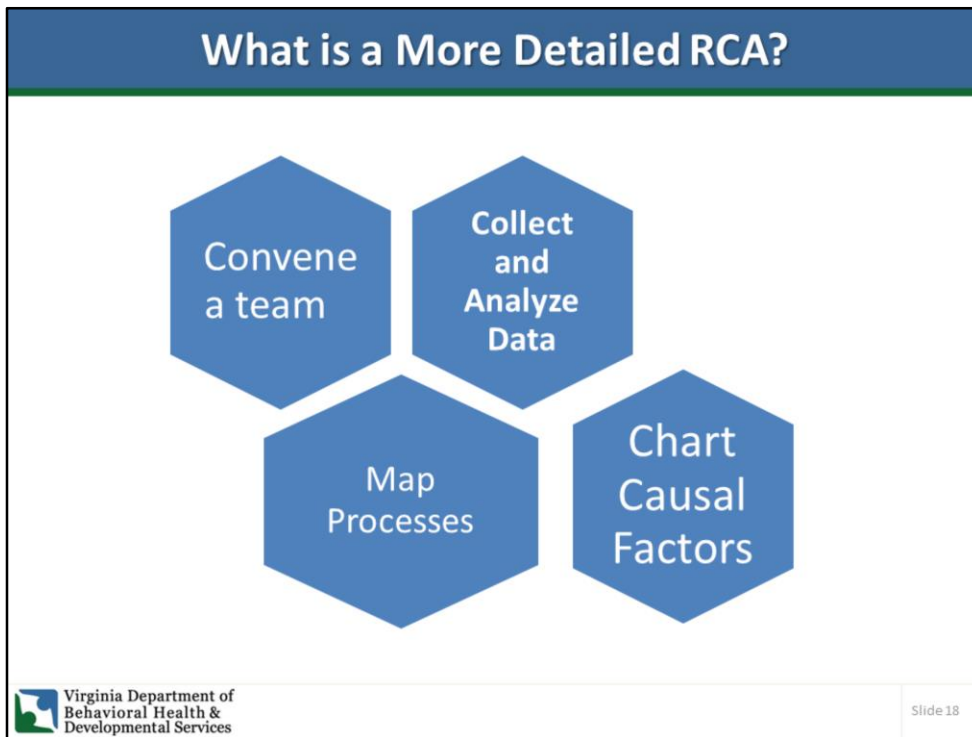 What is a More Detailed RCA?
Convene
a team
Collect
and
Analyze
Data
Map
Processes
Chart
Causal
Factors
Virginia Department of
Behavioral Health &
Developmental Services
Slide 18